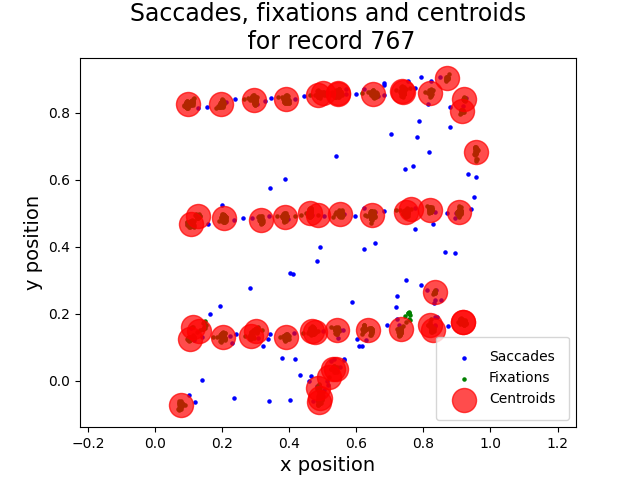 Saccades, fixations and centroids
for record 767
y position
0.8
0.6
0.4
0.2
0.0
−0.2 0.0 0.2 0.4 0.6 0.8 1.0 1.2
x position
Saccades
Fixations
Centroids